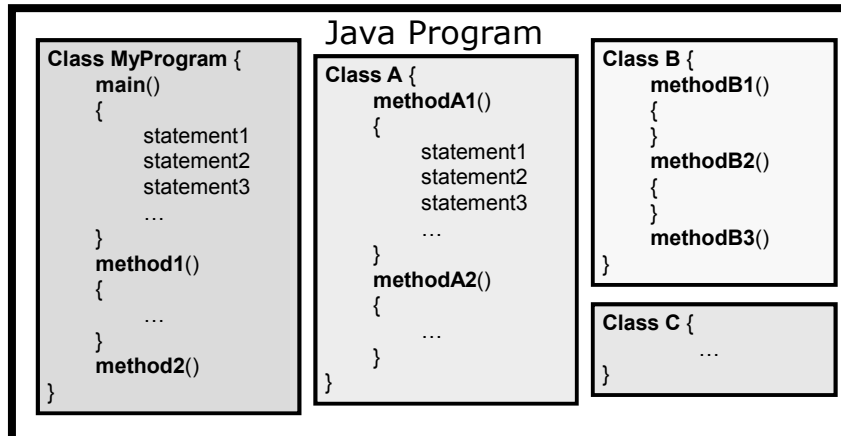 Java Program
Class MyProgram {
main()
{
statement1
statement2
statement3
…
}
method1()
{
…
}
method2()
}
Class A {
methodA1()
{
statement1
statement2
statement3
…
}
methodA2()
{
…
}
}
Class B {
methodB1()
{
}
methodB2()
{
}
methodB3()
}
Class C {
…
}